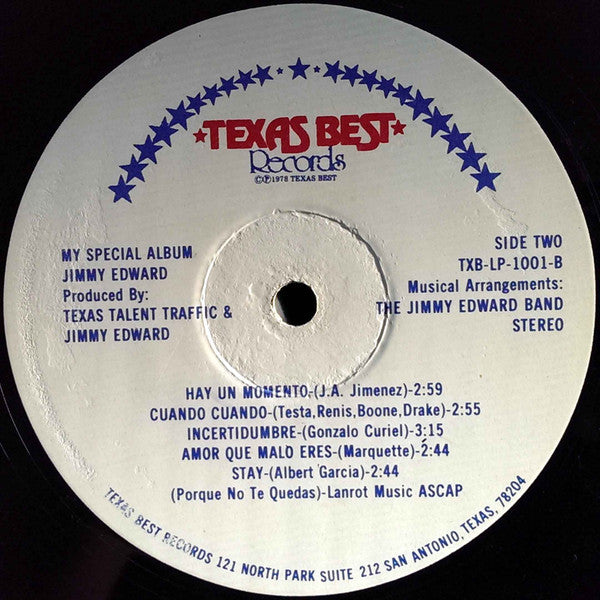 ★TEXAS BEST★
Records
©℗1978 TEXAS BEST
MY SPECIAL ALBUM
JIMMY EDWARD
Produced By:
TEXAS TALENT TRAFFIC &
JIMMY EDWARD
SIDE TWO
TXB-LP-1001-B
Musical Arrangements:
THE JIMMY EDWARD BAND
STEREO
HAY UN MOMENTO-(J.A. Jimenez)-2:59
CUANDO CUANDO-(Testa,Renis,Boone,Drake)-2:55
INCERTIDUMBRE-(Gonzalo Curiel)-3:15
AMOR QUE MALO ERES-(Marquette)-2:44
STAY-(Albert Garcia)-2:44
(Porque No Te Quedas)-Lanrot Music ASCAP
TEXAS BEST RECORDS 121 NORTH PARK SUITE 212 SAN ANTONIO, TEXAS, 78204